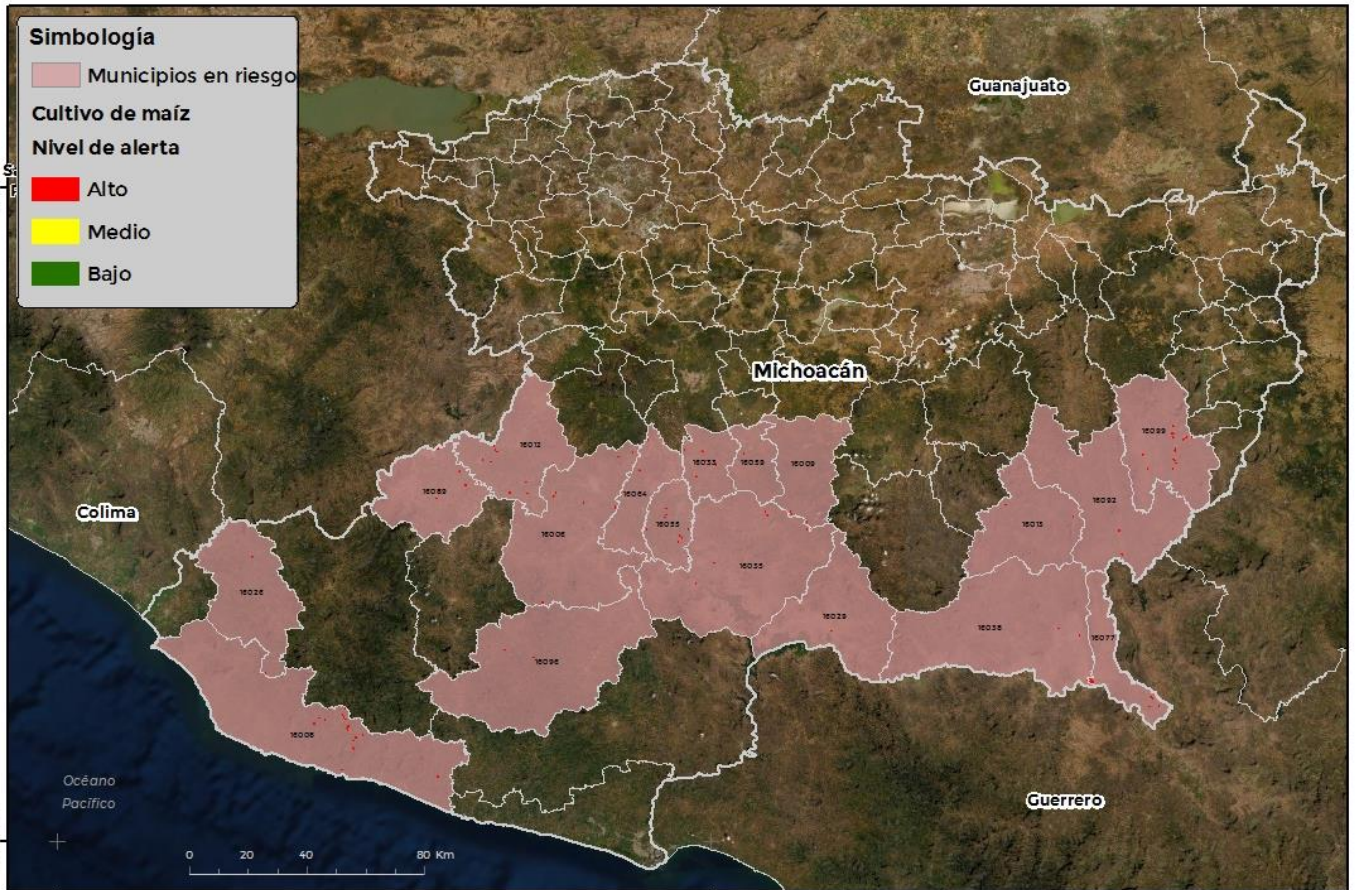 Simbología
Municipios en riesgo
Cultivo de maíz
Nivel de alerta
Alto
Medio
Bajo
Guanajuato
Michoacán
Colima
Guerrero
Océano
Pacífico
16012
16089
16006
16064
16033
16059
16009
16099
16092
16013
16055
16035
16026
16029
16038
16077
16096
16008
0 20 40 80 Km